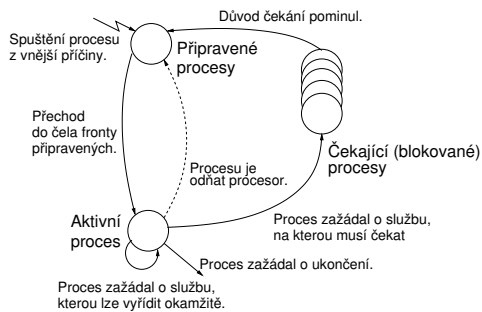 Důvod čekání pominul.
Spuštění procesu
z vnější příčiny.
Připravené
procesy
Přechod
do čela fronty
připravených.
Procesu je
odňat procesor.
Čekající (blokované)
procesy
Aktivní
proces
Proces zažádal o službu,
na kterou musí čekat
Proces zažádal o ukončení.
Proces zažádal o službu,
kterou lze vyřídit okamžitě.